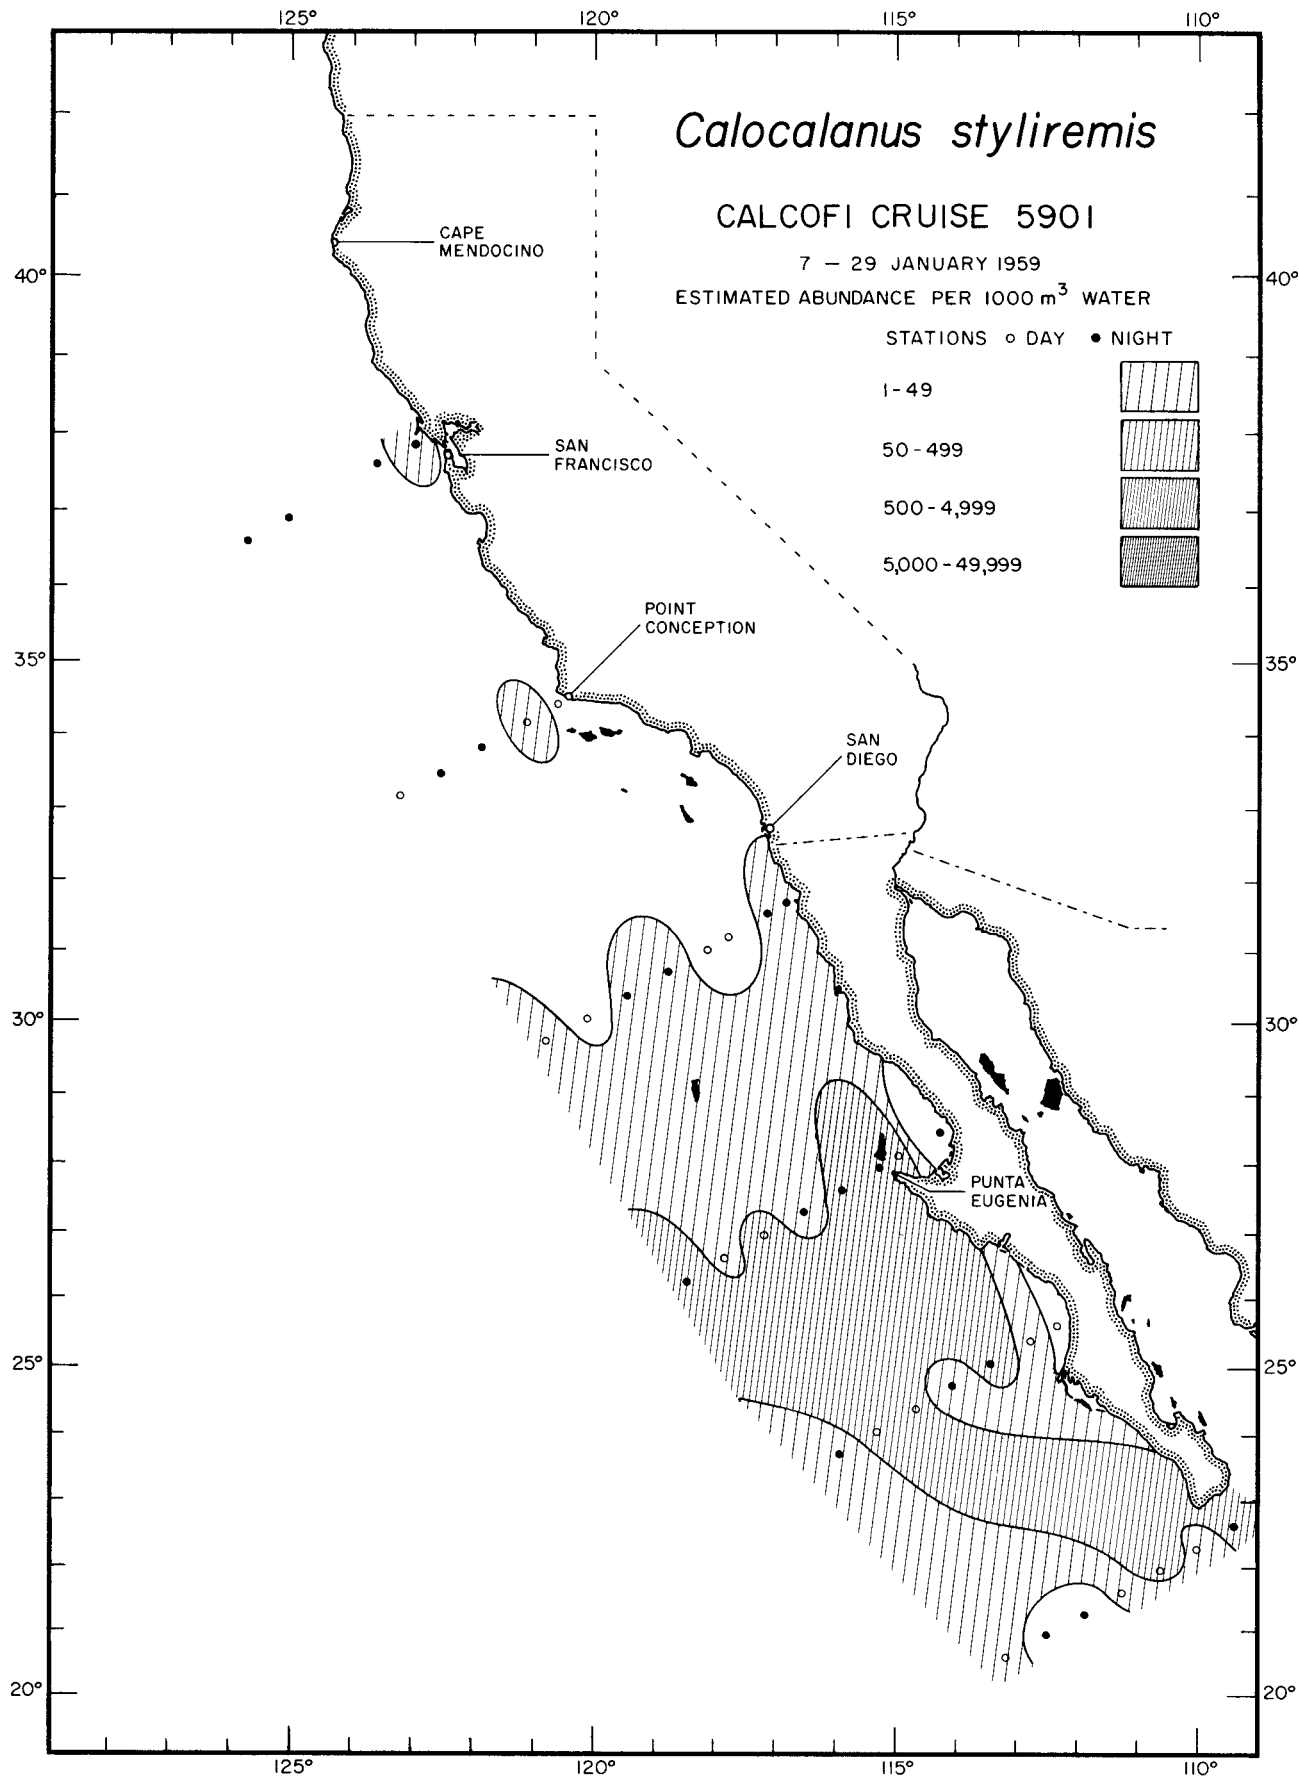 125° 120° 115° 110°
Calocalanus styliremis
CALCOFI CRUISE 5901
7 – 29 JANUARY 1959
ESTIMATED ABUNDANCE PER 1000 m³ WATER
STATIONS ○ DAY ● NIGHT
1-49
50-499
500-4,999
5,000-49,999
CAPE
MENDOCINO
40° 40°
SAN
FRANCISCO
POINT
CONCEPTION
35° 35°
SAN
DIEGO
30° 30°
PUNTA
EUGENIA
25° 25°
20° 20°
125° 120° 115° 110°